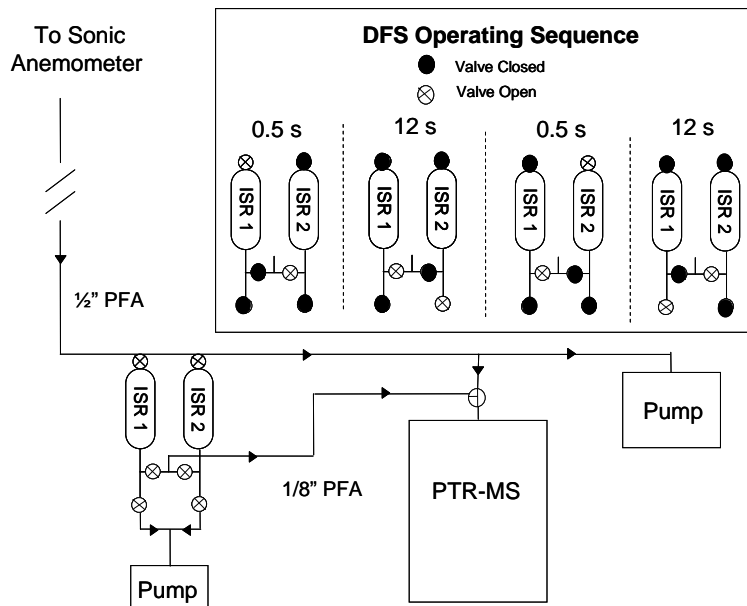 To Sonic
Anemometer
DFS Operating Sequence
Valve Closed
Valve Open
0.5 s
12 s
0.5 s
12 s
ISR 1
ISR 2
ISR 1
ISR 2
ISR 1
ISR 2
ISR 1
ISR 2
½” PFA
ISR 1
ISR 2
Pump
1/8” PFA
PTR-MS
Pump